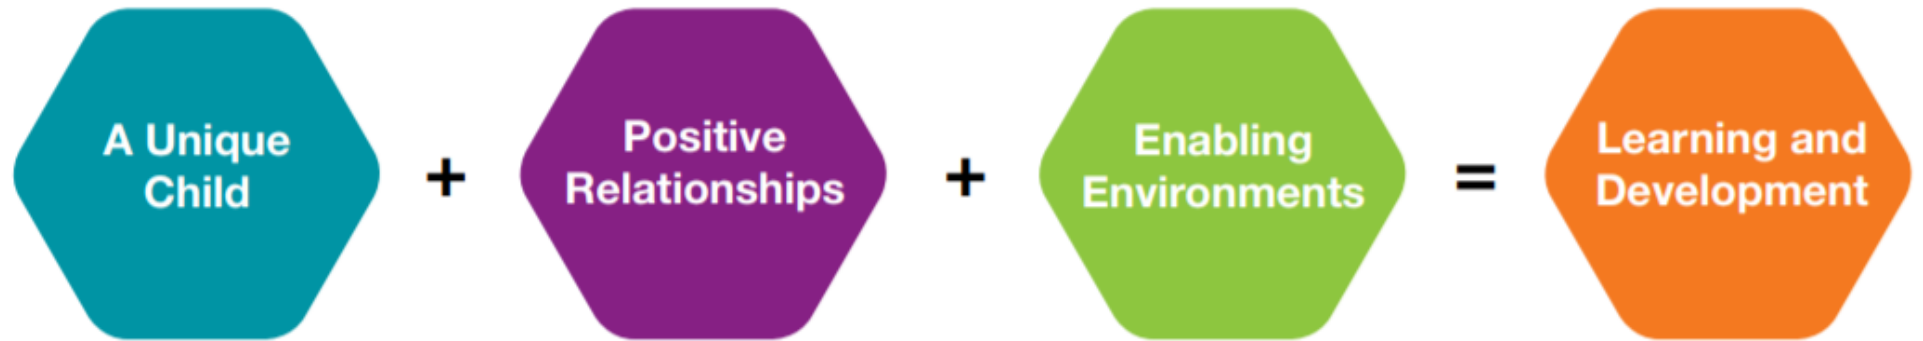 A Unique
Child
+
Positive
Relationships
+
Enabling
Environments
=
Learning and
Development